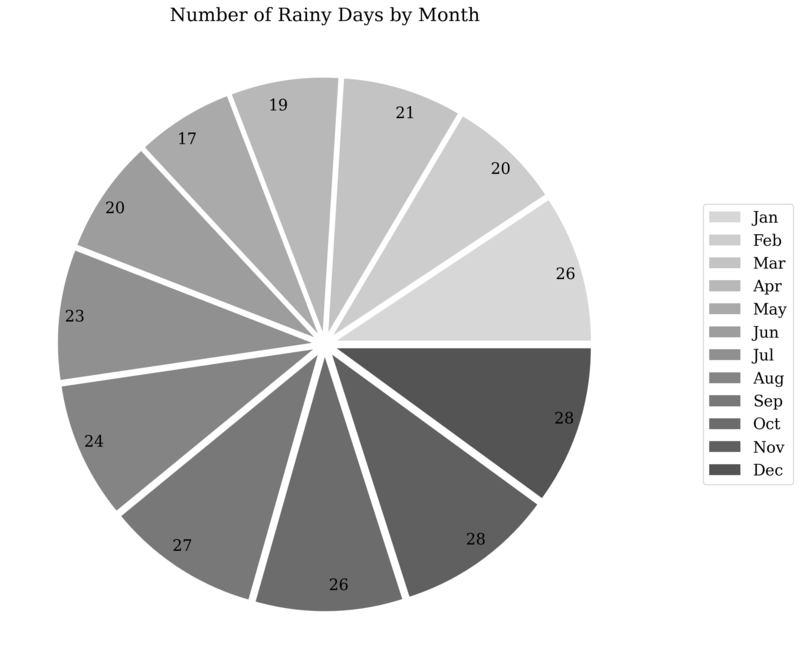 Number of Rainy Days by Month
19
21
17
20
20
26
23
28
24
28
27
26
Jan
Feb
Mar
Apr
May
Jun
Jul
Aug
Sep
Oct
Nov
Dec